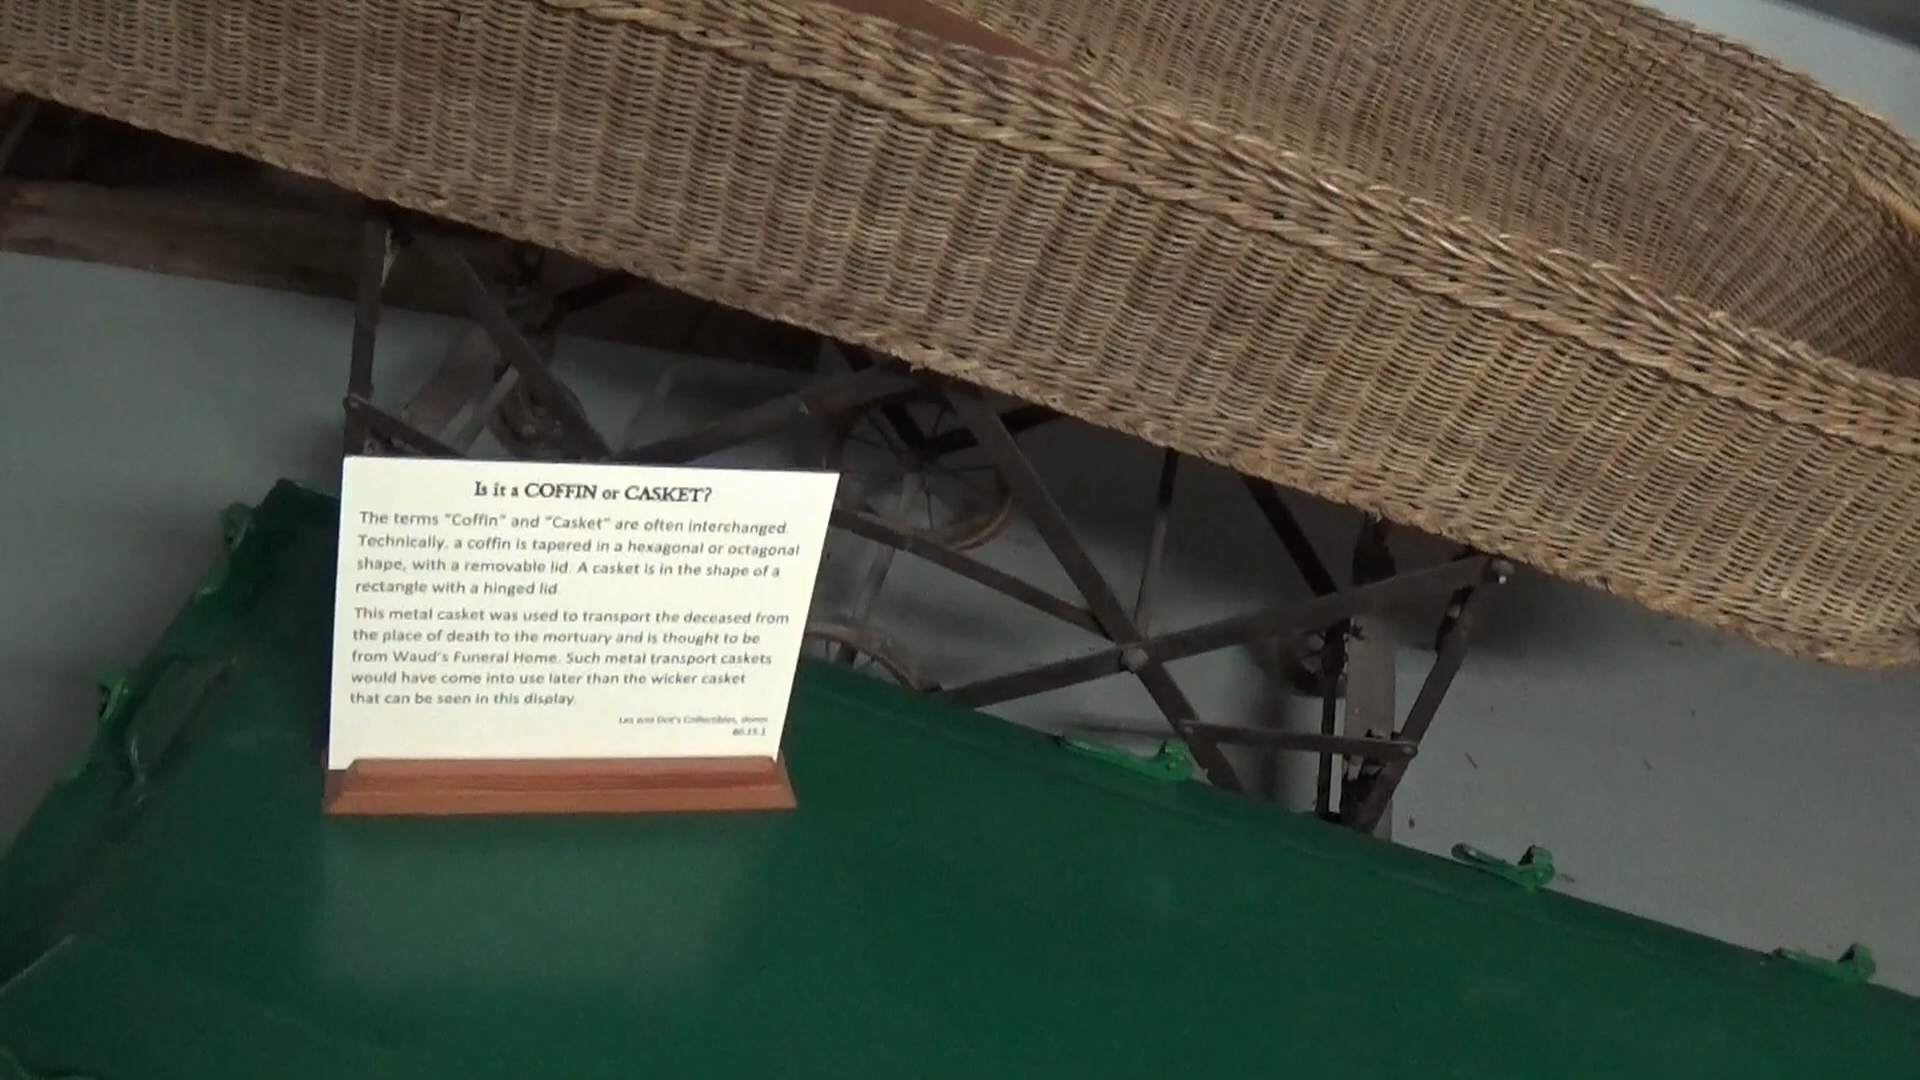 Is it a COFFIN or CASKET?
The terms "Coffin" and "Casket" are often interchanged.
Technically, a coffin is tapered in a hexagonal or octagonal
shape, with a removable lid. A casket is in the shape of a
rectangle with a hinged lid.
This metal casket was used to transport the deceased from
the place of death to the mortuary and is thought to be
from Waud's Funeral Home. Such metal transport caskets
would have come into use later than the wicker casket
that can be seen in this display.
Les and Dot's Collectibles, donor